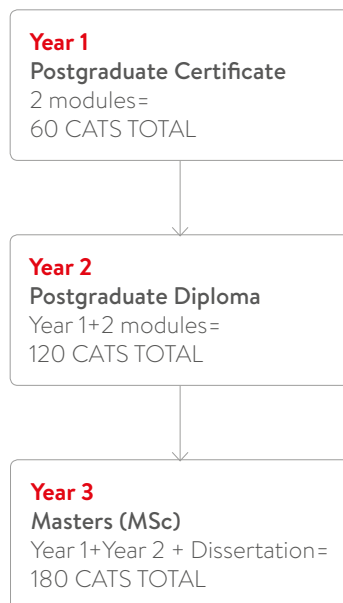 Year 1
Postgraduate Certificate
2 modules=
60 CATS TOTAL
Year 2
Postgraduate Diploma
Year 1+2 modules=
120 CATS TOTAL
Year 3
Masters (MSc)
Year 1+Year 2 + Dissertation=
180 CATS TOTAL